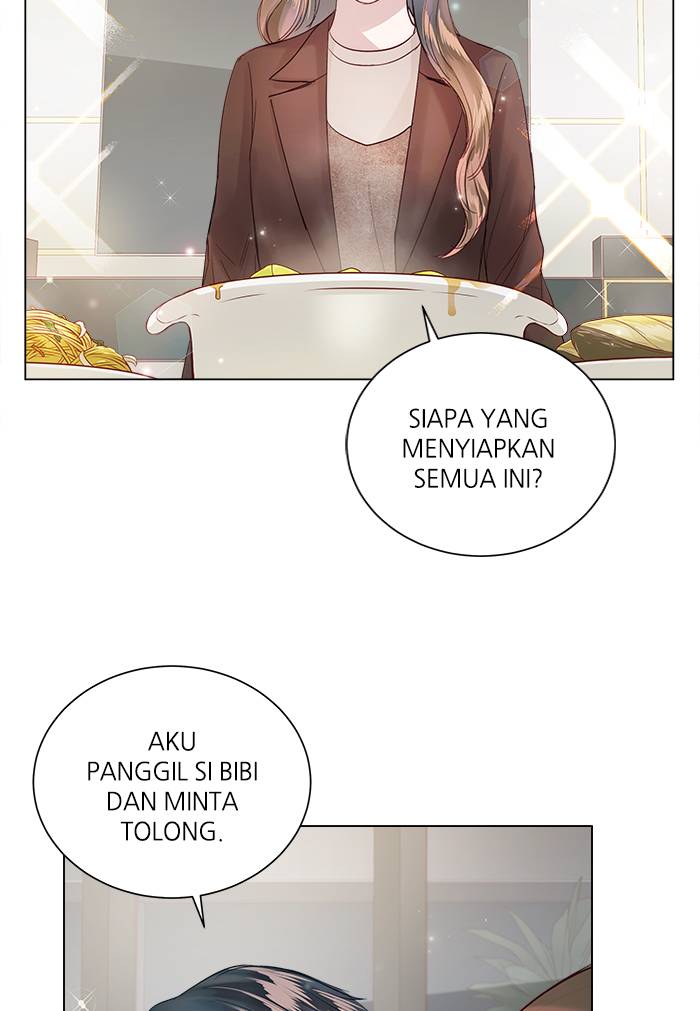 SIAPA YANG
MENYIAPKAN
SEMUA INI?
AKU
PANGGIL SI BIBI
DAN MINTA
TOLONG.